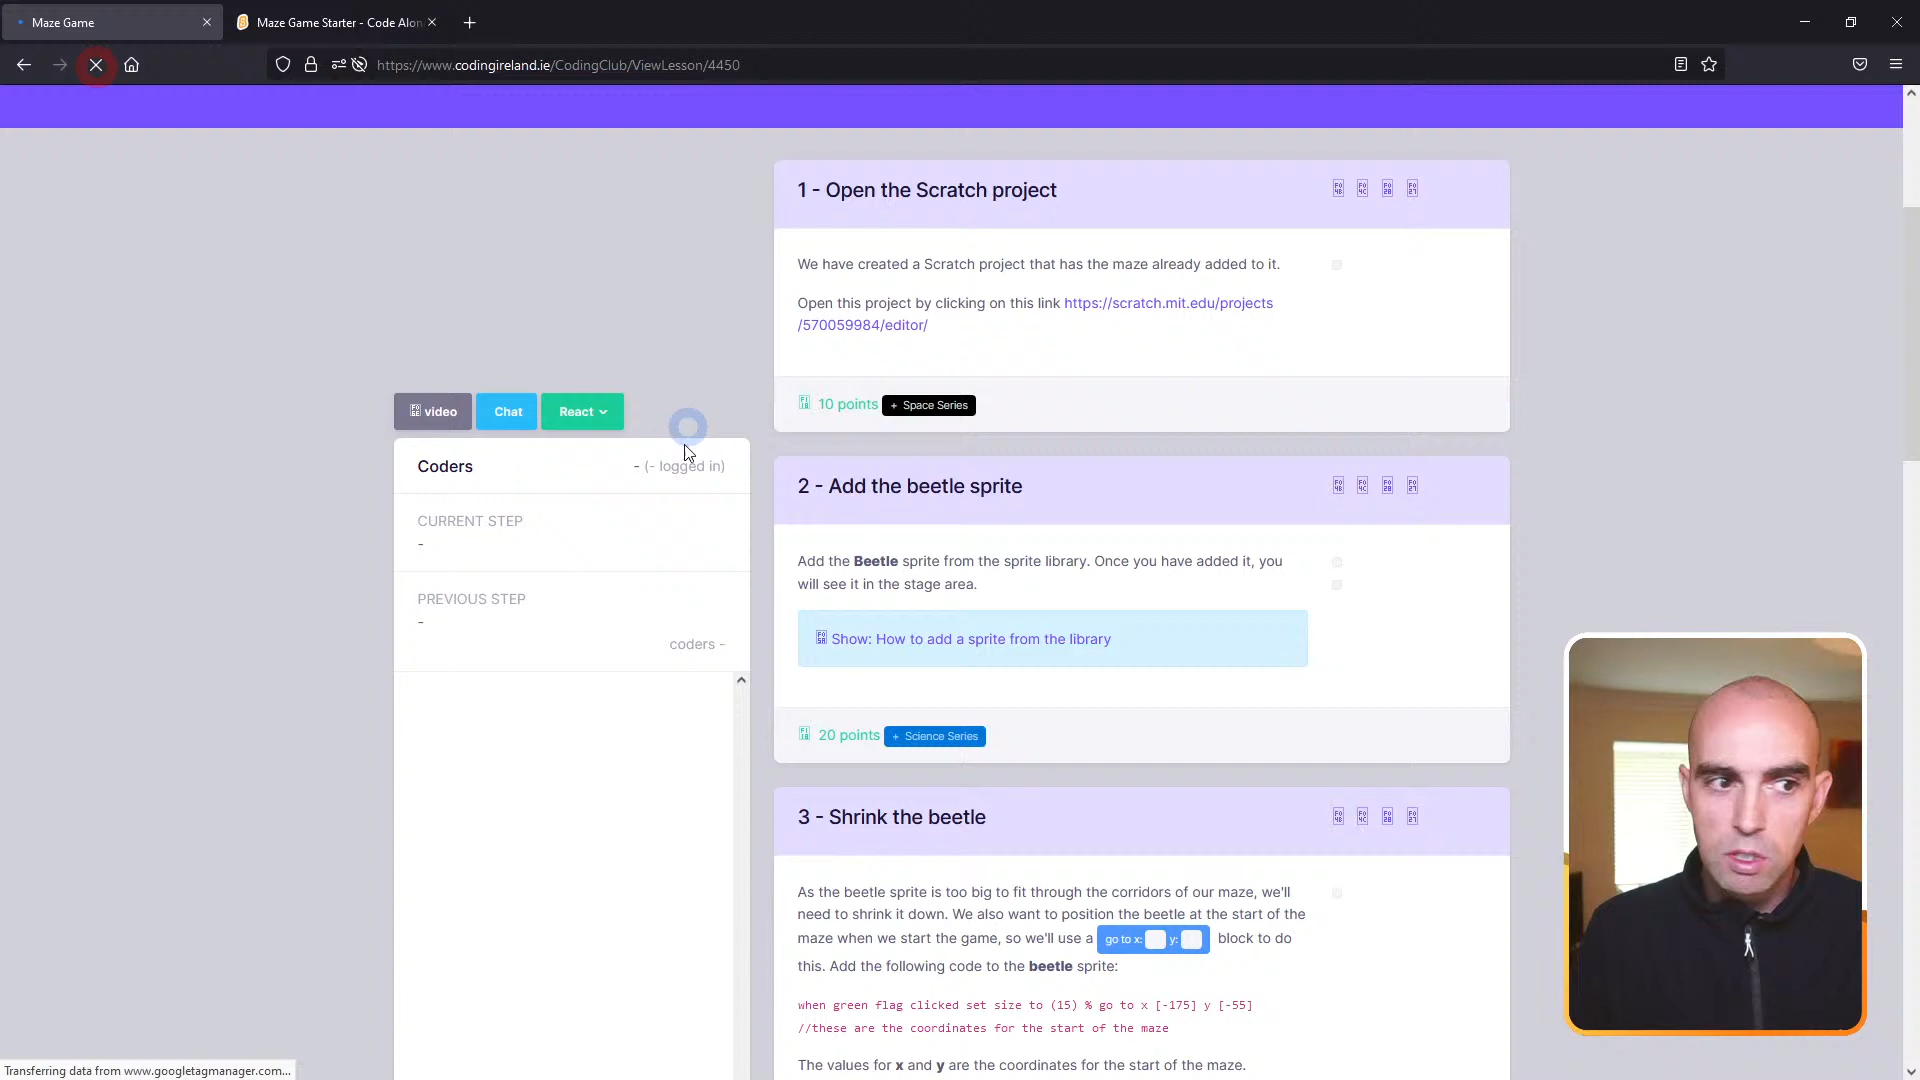 Maze Game
Maze Game Starter - Code Alon
https://www.codingireland.ie/CodingClub/ViewLesson/4450
1 - Open the Scratch project
We have created a Scratch project that has the maze already added to it.
Open this project by clicking on this link https://scratch.mit.edu/projects
/570059984/editor/
10 points + Space Series
video
Chat
React
Coders
- (- logged in)
CURRENT STEP
-
PREVIOUS STEP
-
coders -
2 - Add the beetle sprite
Add the Beetle sprite from the sprite library. Once you have added it, you
will see it in the stage area.
Show: How to add a sprite from the library
20 points + Science Series
3 - Shrink the beetle
As the beetle sprite is too big to fit through the corridors of our maze, we'll
need to shrink it down. We also want to position the beetle at the start of the
maze when we start the game, so we'll use a go to x: y: block to do
this. Add the following code to the beetle sprite:
when green flag clicked set size to (15) % go to x [-175] y [-55]
//these are the coordinates for the start of the maze
The values for x and y are the coordinates for the start of the maze.
Transferring data from www.googletagmanager.com...